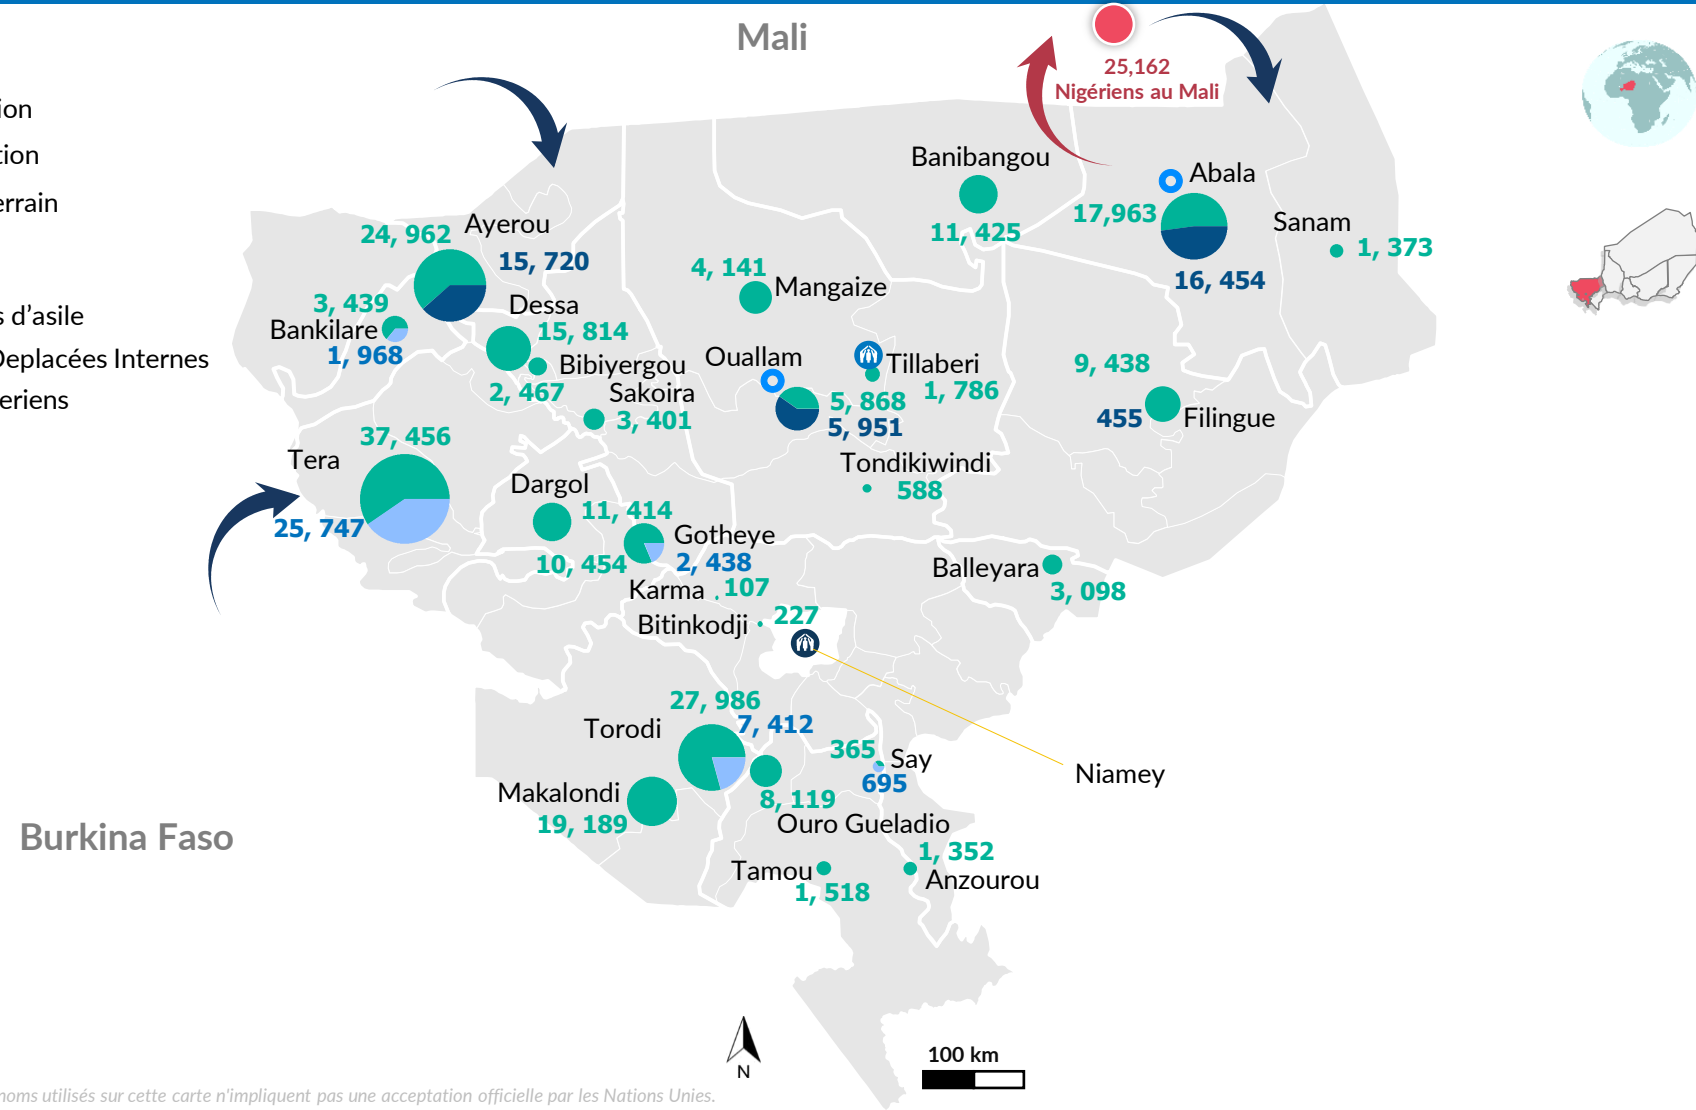 Mali
25,162
Nigériens au Mali
ion
tion
errain
s d’asile
Deplacées Internes
eriens
Banibangou
11, 425
Abala
17,963
16, 454
Sanam
1, 373
Ayerou
24, 962
15, 720
4, 141
Mangaize
Dessa
15, 814
3, 439
Bankilare
1, 968
Bibiyergou
2, 467
Sakoira
3, 401
Ouallam
5, 868
5, 951
Tillaberi
1, 786
9, 438
455
Filingue
37, 456
Tera
25, 747
Tondikiwindi
588
Dargol
11, 414
10, 454
Gotheye
2, 438
Karma
107
Bitinkodji
227
Balleyara
3, 098
27, 986
Torodi
7, 412
365
Say
695
Niamey
Makalondi
19, 189
8, 119
Ouro Gueladio
Burkina Faso
Tamou
1, 518
1, 352
Anzourou
N
100 km
noms utilisés sur cette carte n'impliquent pas une acceptation officielle par les Nations Unies.